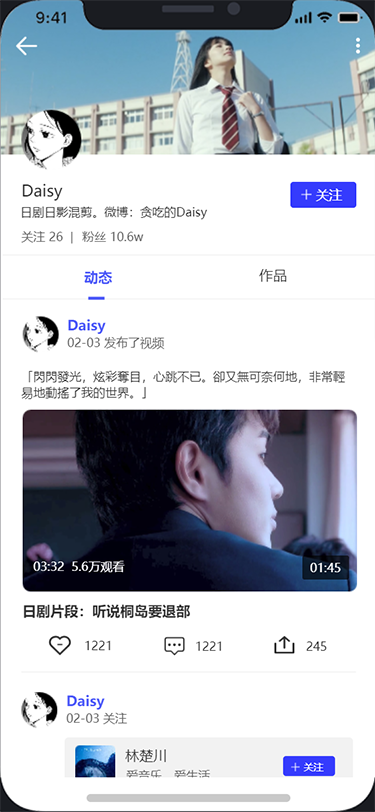 9:41
Daisy
+ 关注
日剧日影混剪。微博：贪吃的Daisy
关注 26 | 粉丝 10.6w
动态
作品
Daisy
02-03 发布了视频
「閃閃發光，炫彩奪目，心跳不已。卻又無可奈何地，非常輕
易地動搖了我的世界。」
03:32 5.6万观看
01:45
日剧片段：听说桐岛要退部
1221
1221
245
Daisy
02-03 关注
林楚川
+ 关注
爱音乐，爱生活